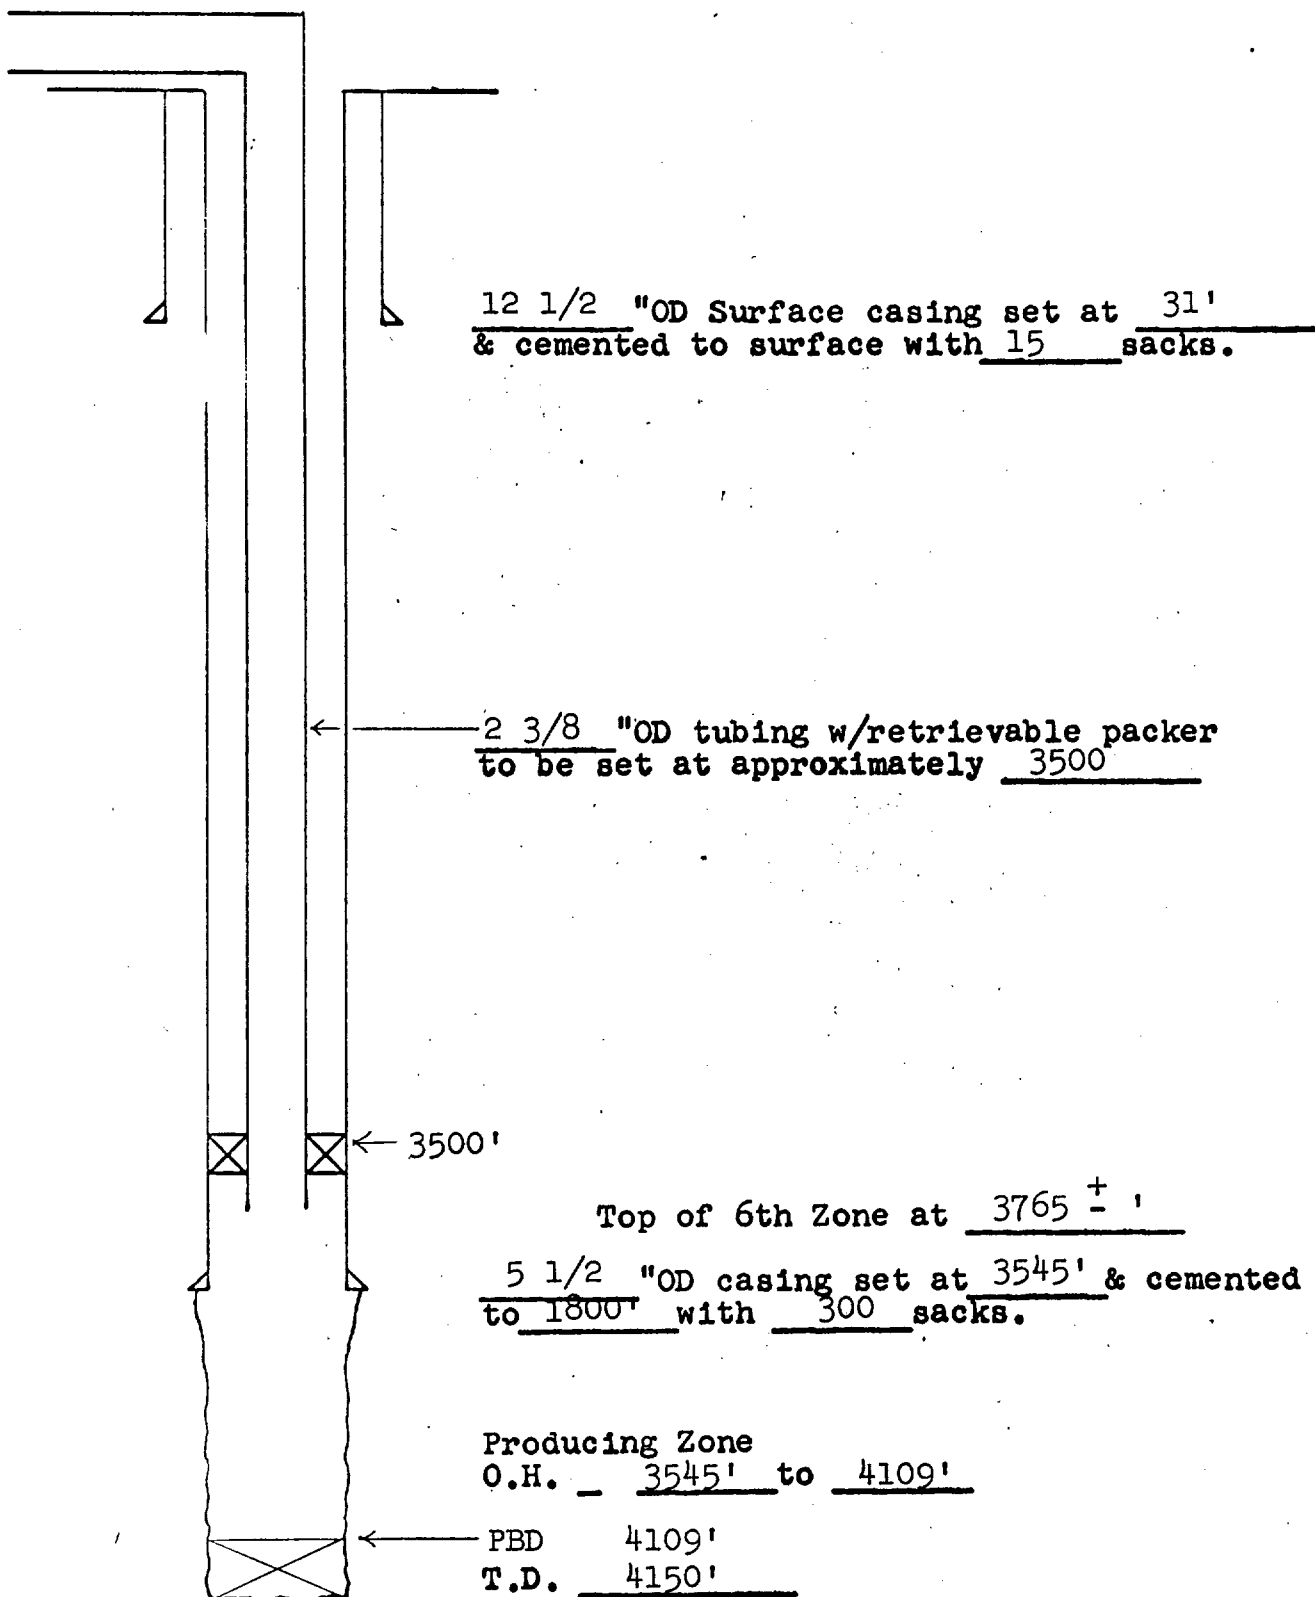 12 1/2 "OD Surface casing set at 31'
& cemented to surface with 15 sacks.
2 3/8 "OD tubing w/retrievable packer
to be set at approximately 3500
3500'
Top of 6th Zone at 3765 ± '
5 1/2 "OD casing set at 3545' & cemented
to 1800' with 300 sacks.
Producing Zone
O.H. 3545' to 4109'
PBD 4109'
T.D. 4150'